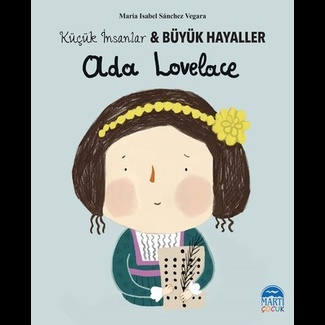 Maria Isabel Sánchez Vegara
Küçük İnsanlar & BÜYÜK HAYALLER
Ada Lovelace
MARTI
ÇOCUK